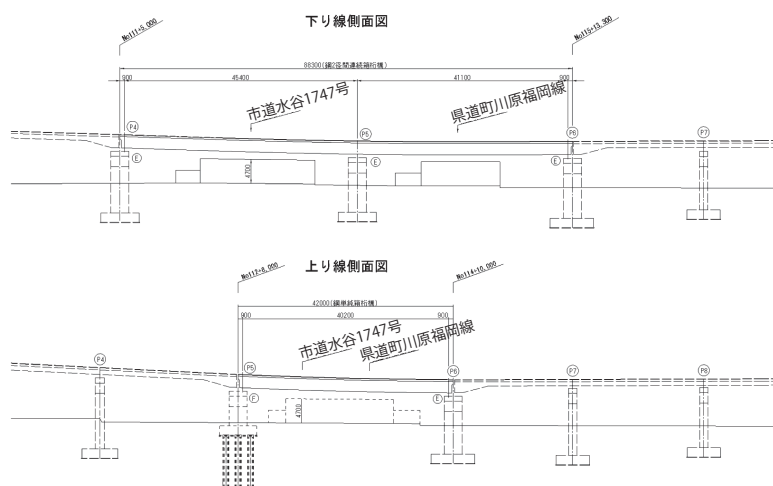 下り線側面図
No111+5,000
No115+13,300
88300(鋼2径間連続箱桁橋)
900
45400
41100
900
市道水谷1747号
県道町川原福岡線
P4
P5
P6
P7
E
E
E
4700
上り線側面図
No112+8,000
No114+10,000
42000(鋼単純箱桁橋)
900
40200
900
市道水谷1747号
県道町川原福岡線
P4
P5
P6
P7
P8
E
4700